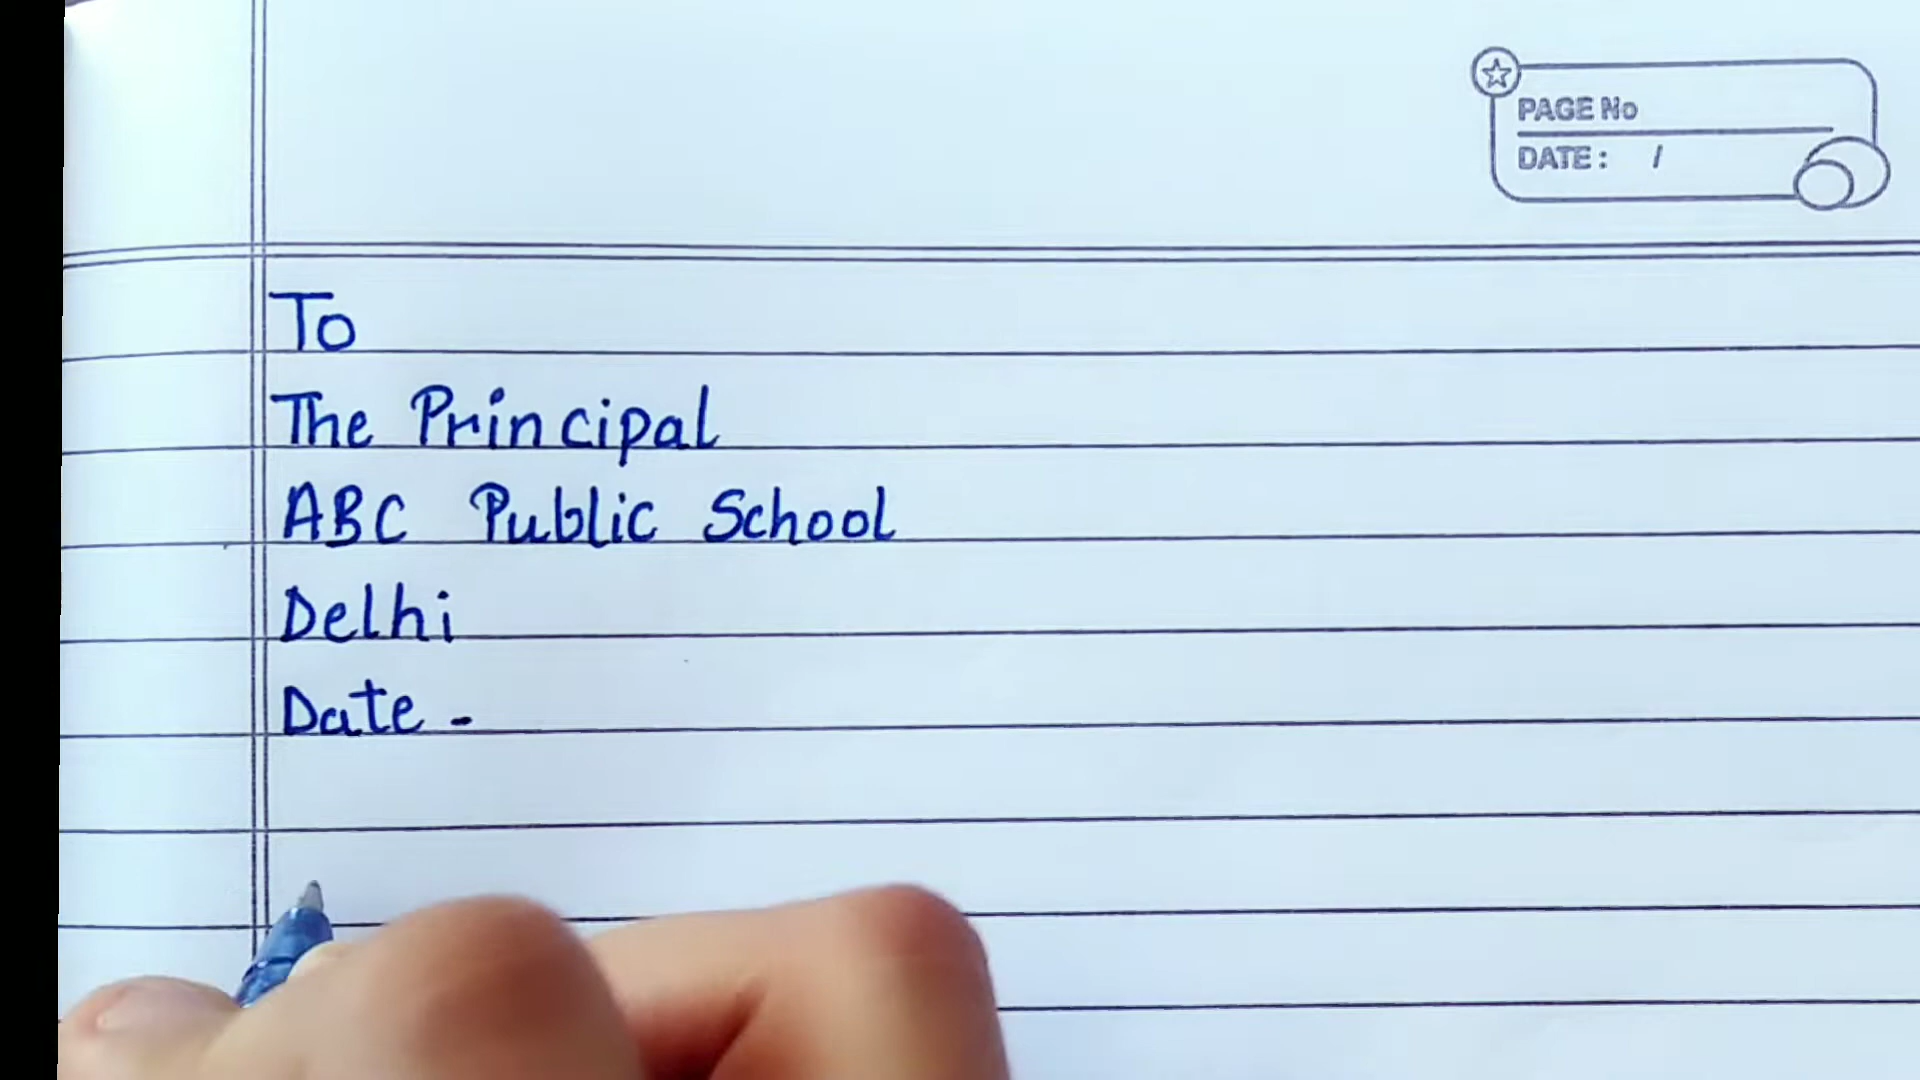 PAGE No
DATE: /
To
The Principal
ABC Public School
Delhi
Date -